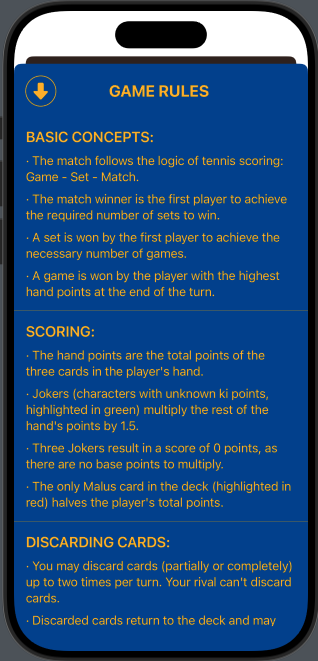 GAME RULES
BASIC CONCEPTS:
· The match follows the logic of tennis scoring:
Game - Set - Match.
· The match winner is the first player to achieve
the required number of sets to win.
· A set is won by the first player to achieve the
necessary number of games.
· A game is won by the player with the highest
hand points at the end of the turn.
SCORING:
· The hand points are the total points of the
three cards in the player's hand.
· Jokers (characters with unknown ki points,
highlighted in green) multiply the rest of the
hand's points by 1.5.
· Three Jokers result in a score of 0 points, as
there are no base points to multiply.
· The only Malus card in the deck (highlighted in
red) halves the player's total points.
DISCARDING CARDS:
· You may discard cards (partially or completely)
up to two times per turn. Your rival can't discard
cards.
· Discarded cards return to the deck and may